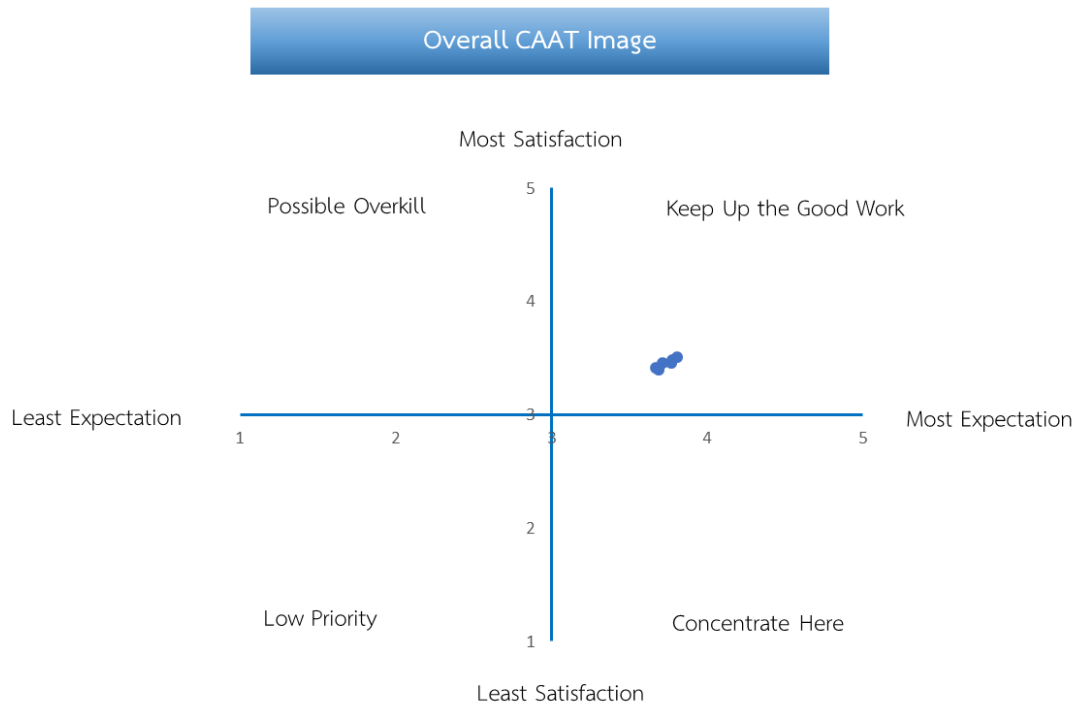 Overall CAAT Image
Most Satisfaction
5
Possible Overkill
Keep Up the Good Work
4
Least Expectation
3
Most Expectation
1
2
3
4
5
2
Low Priority
Concentrate Here
1
Least Satisfaction